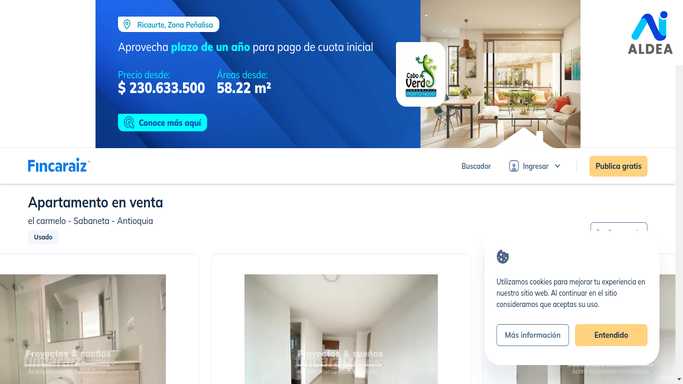 Ricaurte, Zona Peñalisa
Aprovecha plazo de un año para pago de cuota inicial
Precio desde:
$ 230.633.500
Áreas desde:
58.22 m²
Conoce más aquí
Cabo
Verde
ALDEA
Fincaraiz
Buscador
Ingresar
Publica gratis
Apartamento en venta
el carmelo - Sabaneta - Antioquia
Usado
Proyectos & sueños
Proyectos & sueños
Utilizamos cookies para mejorar tu experiencia en
nuestro sitio web. Al continuar en el sitio
consideramos que aceptas su uso.
Más información
Entendido